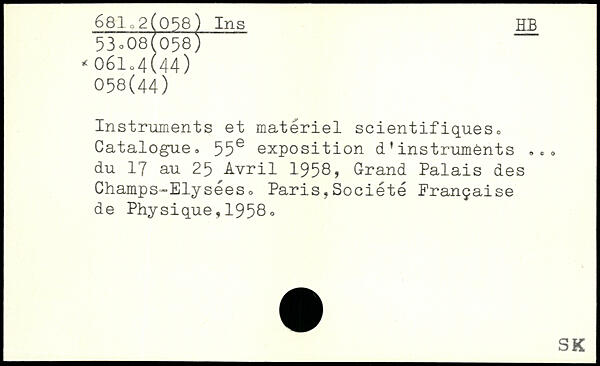 681.2(058) Ins HB
53.08(058)
*061.4(44)
058(44)
Instruments et matériel scientifiques.
Catalogue. 55e exposition d'instruments ...
du 17 au 25 Avril 1958, Grand Palais des
Champs-Elysées. Paris,Société Française
de Physique,1958.
SK